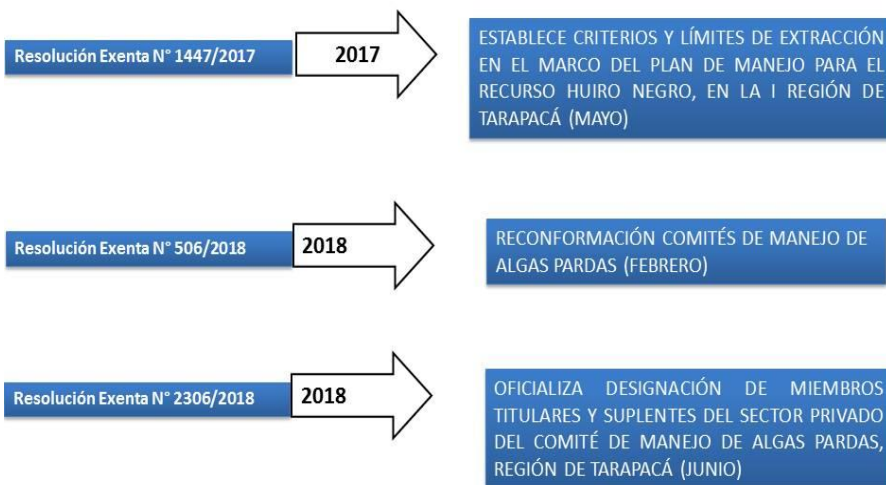 Resolución Exenta N° 1447/2017
2017
ESTABLECE CRITERIOS Y LÍMITES DE EXTRACCIÓN
EN EL MARCO DEL PLAN DE MANEJO PARA EL
RECURSO HUIRO NEGRO, EN LA I REGIÓN DE
TARAPACÁ (MAYO)
Resolución Exenta N° 506/2018
2018
RECONFORMACIÓN COMITÉS DE MANEJO DE
ALGAS PARDAS (FEBRERO)
Resolución Exenta N° 2306/2018
2018
OFICIALIZA DESIGNACIÓN DE MIEMBROS
TITULARES Y SUPLENTES DEL SECTOR PRIVADO
DEL COMITÉ DE MANEJO DE ALGAS PARDAS,
REGIÓN DE TARAPACÁ (JUNIO)